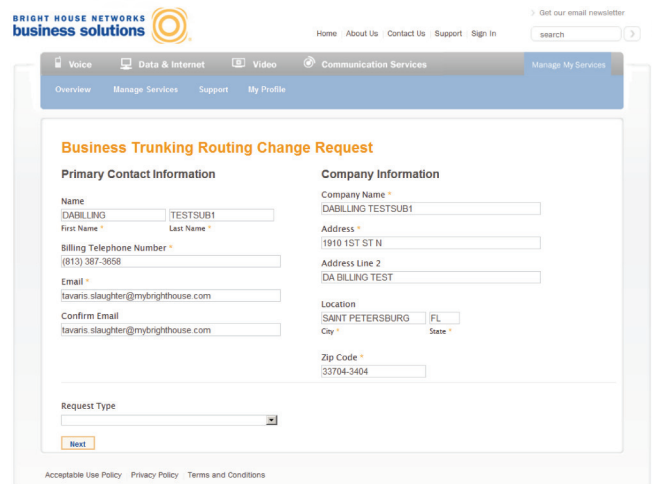 > Get our email newsletter
BRIGHT HOUSE NETWORKS
business solutions
Home About Us Contact Us Support Sign In
search
Voice Data & Internet Video Communication Services Manage My Services
Overview Manage Services Support My Profile
Business Trunking Routing Change Request
Primary Contact Information
Name
DABILLING TESTSUB1
First Name * Last Name *
Billing Telephone Number *
(813) 387-3658
Email *
tavaris.slaughter@mybrighthouse.com
Confirm Email
tavaris.slaughter@mybrighthouse.com
Company Information
Company Name *
DABILLING TESTSUB1
Address *
1910 1ST ST N
Address Line 2
DA BILLING TEST
Location
SAINT PETERSBURG FL
City * State *
Zip Code *
33704-3404
Request Type
Next
Acceptable Use Policy Privacy Policy Terms and Conditions